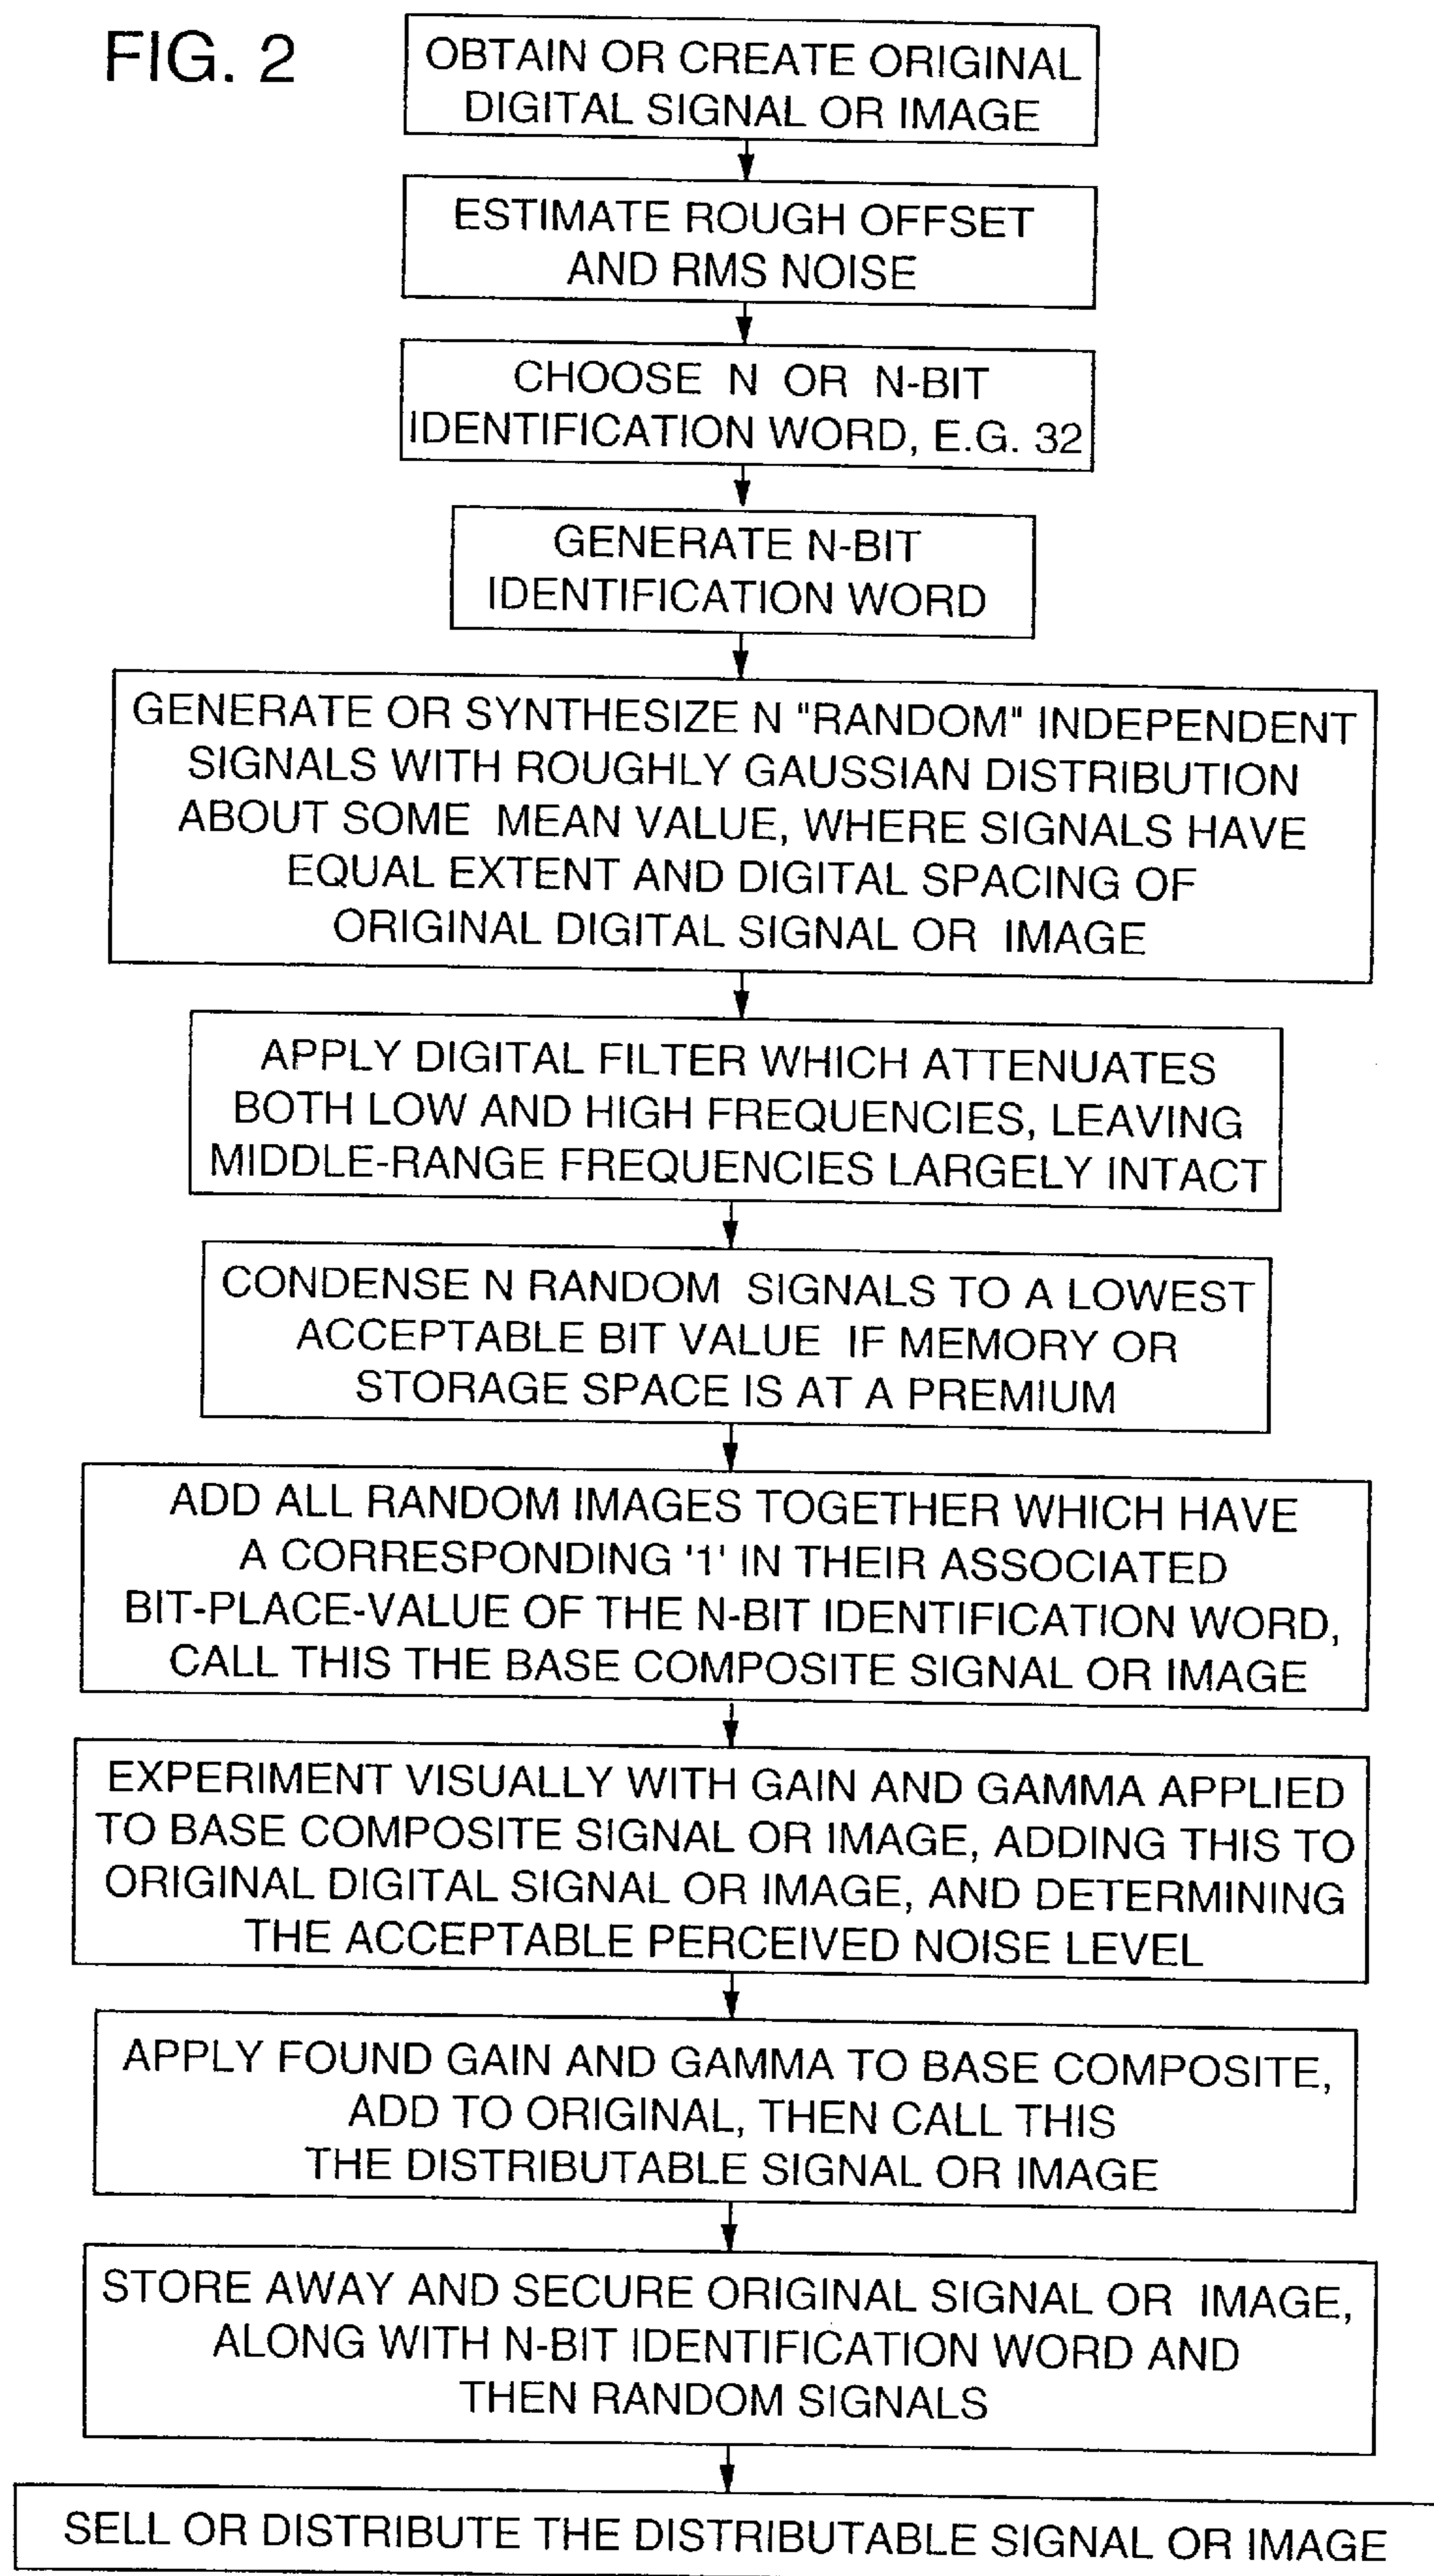 FIG. 2
OBTAIN OR CREATE ORIGINAL
DIGITAL SIGNAL OR IMAGE
ESTIMATE ROUGH OFFSET
AND RMS NOISE
CHOOSE N OR N-BIT
IDENTIFICATION WORD, E.G. 32
GENERATE N-BIT
IDENTIFICATION WORD
GENERATE OR SYNTHESIZE N "RANDOM" INDEPENDENT
SIGNALS WITH ROUGHLY GAUSSIAN DISTRIBUTION
ABOUT SOME MEAN VALUE, WHERE SIGNALS HAVE
EQUAL EXTENT AND DIGITAL SPACING OF
ORIGINAL DIGITAL SIGNAL OR IMAGE
APPLY DIGITAL FILTER WHICH ATTENUATES
BOTH LOW AND HIGH FREQUENCIES, LEAVING
MIDDLE-RANGE FREQUENCIES LARGELY INTACT
CONDENSE N RANDOM SIGNALS TO A LOWEST
ACCEPTABLE BIT VALUE IF MEMORY OR
STORAGE SPACE IS AT A PREMIUM
ADD ALL RANDOM IMAGES TOGETHER WHICH HAVE
A CORRESPONDING '1' IN THEIR ASSOCIATED
BIT-PLACE-VALUE OF THE N-BIT IDENTIFICATION WORD,
CALL THIS THE BASE COMPOSITE SIGNAL OR IMAGE
EXPERIMENT VISUALLY WITH GAIN AND GAMMA APPLIED
TO BASE COMPOSITE SIGNAL OR IMAGE, ADDING THIS TO
ORIGINAL DIGITAL SIGNAL OR IMAGE, AND DETERMINING
THE ACCEPTABLE PERCEIVED NOISE LEVEL
APPLY FOUND GAIN AND GAMMA TO BASE COMPOSITE,
ADD TO ORIGINAL, THEN CALL THIS
THE DISTRIBUTABLE SIGNAL OR IMAGE
STORE AWAY AND SECURE ORIGINAL SIGNAL OR IMAGE,
ALONG WITH N-BIT IDENTIFICATION WORD AND
THEN RANDOM SIGNALS
SELL OR DISTRIBUTE THE DISTRIBUTABLE SIGNAL OR IMAGE